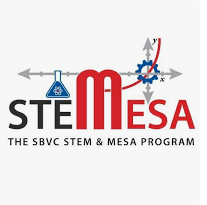 y
x
STEMESA
THE SBVC STEM & MESA PROGRAM